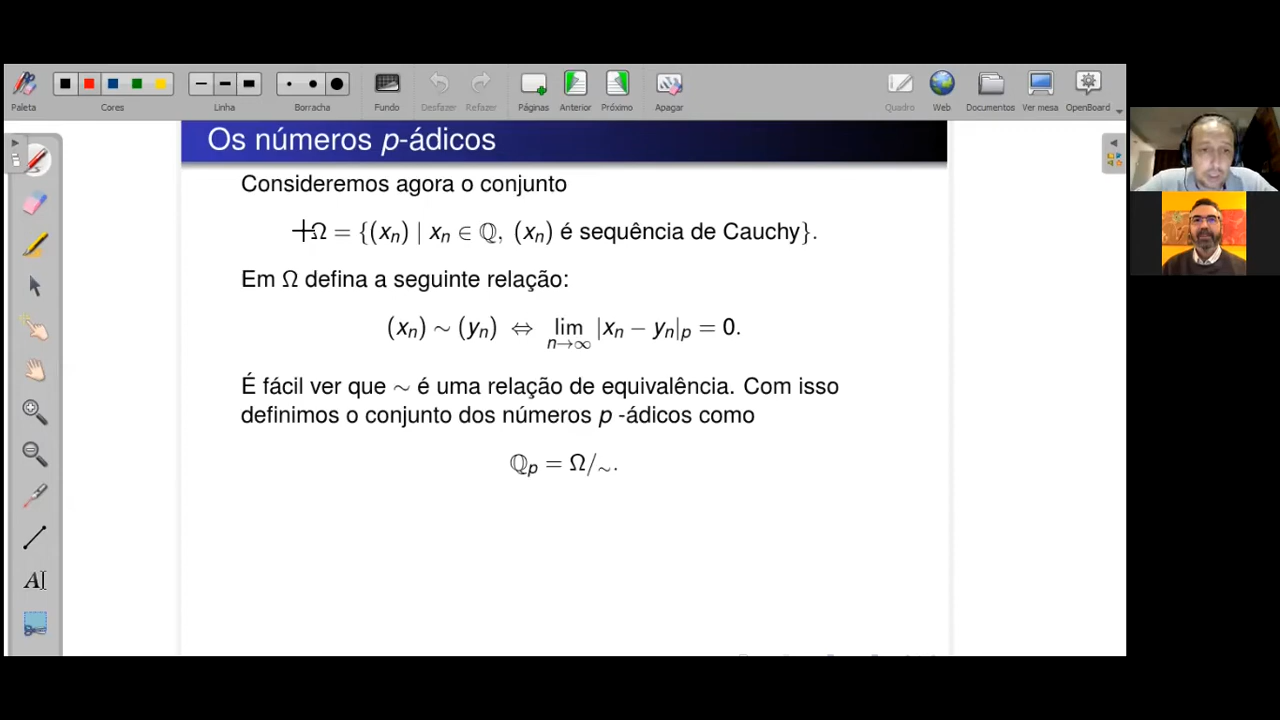 Paleta
Cores
Linha
Borracha
Fundo
Desfazer
Refazer
Páginas
Anterior
Próximo
Apagar
Quadro
Web
Documentos
Ver mesa
OpenBoard
Os números p-ádicos
Consideremos agora o conjunto
Ω = {(xₙ) | xₙ ∈ ℚ, (xₙ) é sequência de Cauchy}.
Em Ω defina a seguinte relação:
(xₙ) ∼ (yₙ) ⇔ lim n→∞ |xₙ − yₙ|ₚ = 0.
É fácil ver que ∼ é uma relação de equivalência. Com isso
definimos o conjunto dos números p -ádicos como
ℚₚ = Ω/∼.